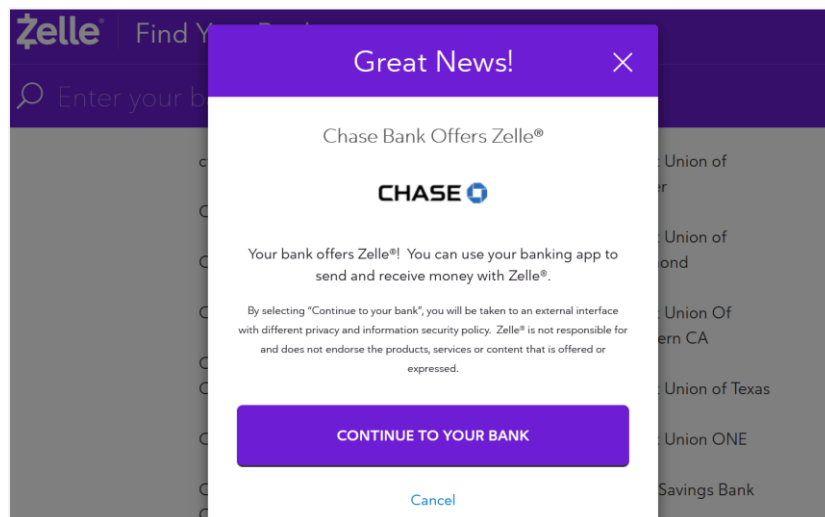 Zelle®
Find Y
Great News!
Enter your b
Chase Bank Offers Zelle®
CHASE
Your bank offers Zelle®! You can use your banking app to
send and receive money with Zelle®.
By selecting “Continue to your bank”, you will be taken to an external interface
with different privacy and information security policy. Zelle® is not responsible for
and does not endorse the products, services or content that is offered or
expressed.
CONTINUE TO YOUR BANK
Cancel
Union of
Union of
Union Of
ern CA
Union of Texas
Union ONE
Savings Bank